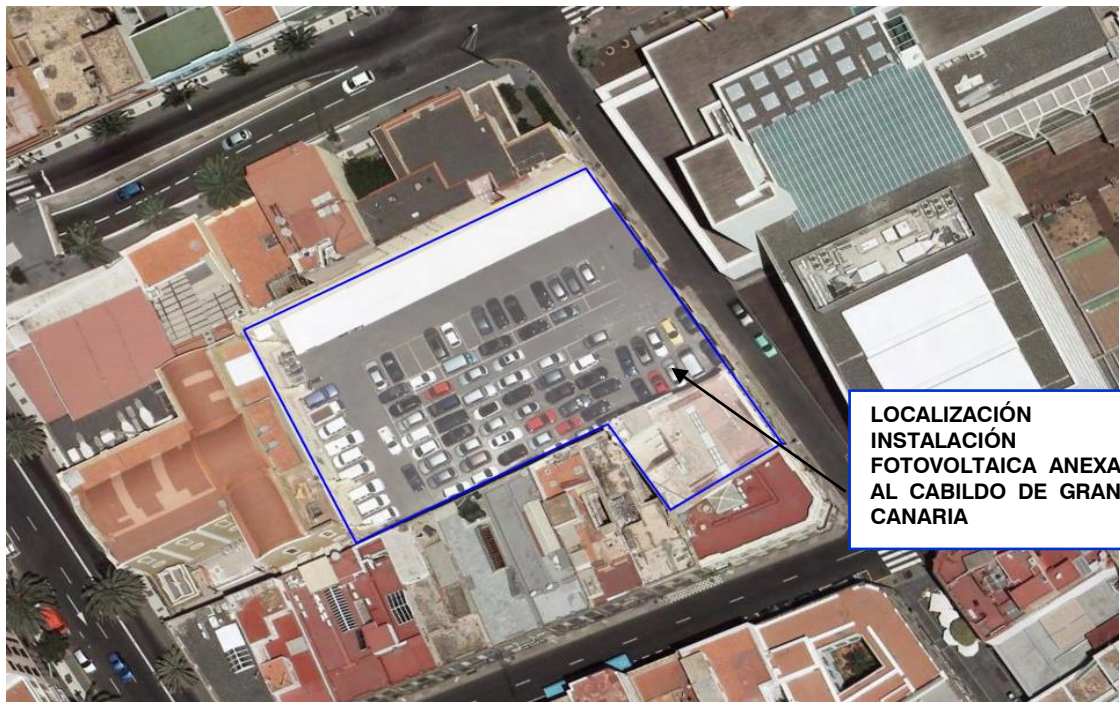 LOCALIZACIÓN
INSTALACIÓN
FOTOVOLTAICA ANEXA
AL CABILDO DE GRAN
CANARIA